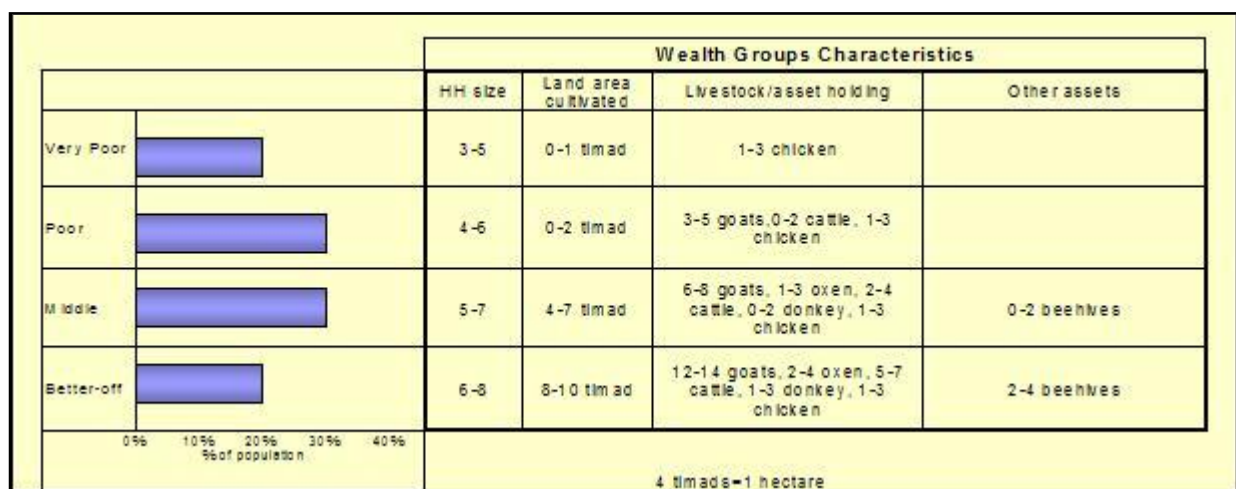 Wealth Groups Characteristics
HH size
Land area
cultivated
Livestock/asset holding
Other assets
Very Poor
3-5
0-1 timad
1-3 chicken
Poor
4-6
0-2 timad
3-5 goats,0-2 cattle, 1-3
chicken
Middle
5-7
4-7 timad
6-8 goats, 1-3 oxen, 2-4
cattle, 0-2 donkey, 1-3
chicken
0-2 beehives
Better-off
6-8
8-10 timad
12-14 goats, 2-4 oxen, 5-7
cattle, 1-3 donkey, 1-3
chicken
2-4 beehives
0% 10% 20% 30% 40%
% of population
4 timads=1 hectare